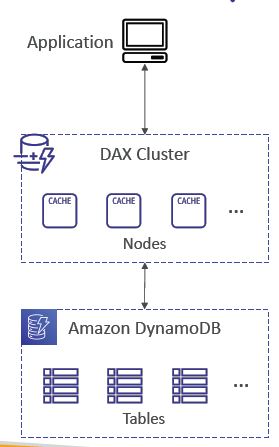 Application
DAX Cluster
CACHE CACHE CACHE ...
Nodes
Amazon DynamoDB
...
Tables